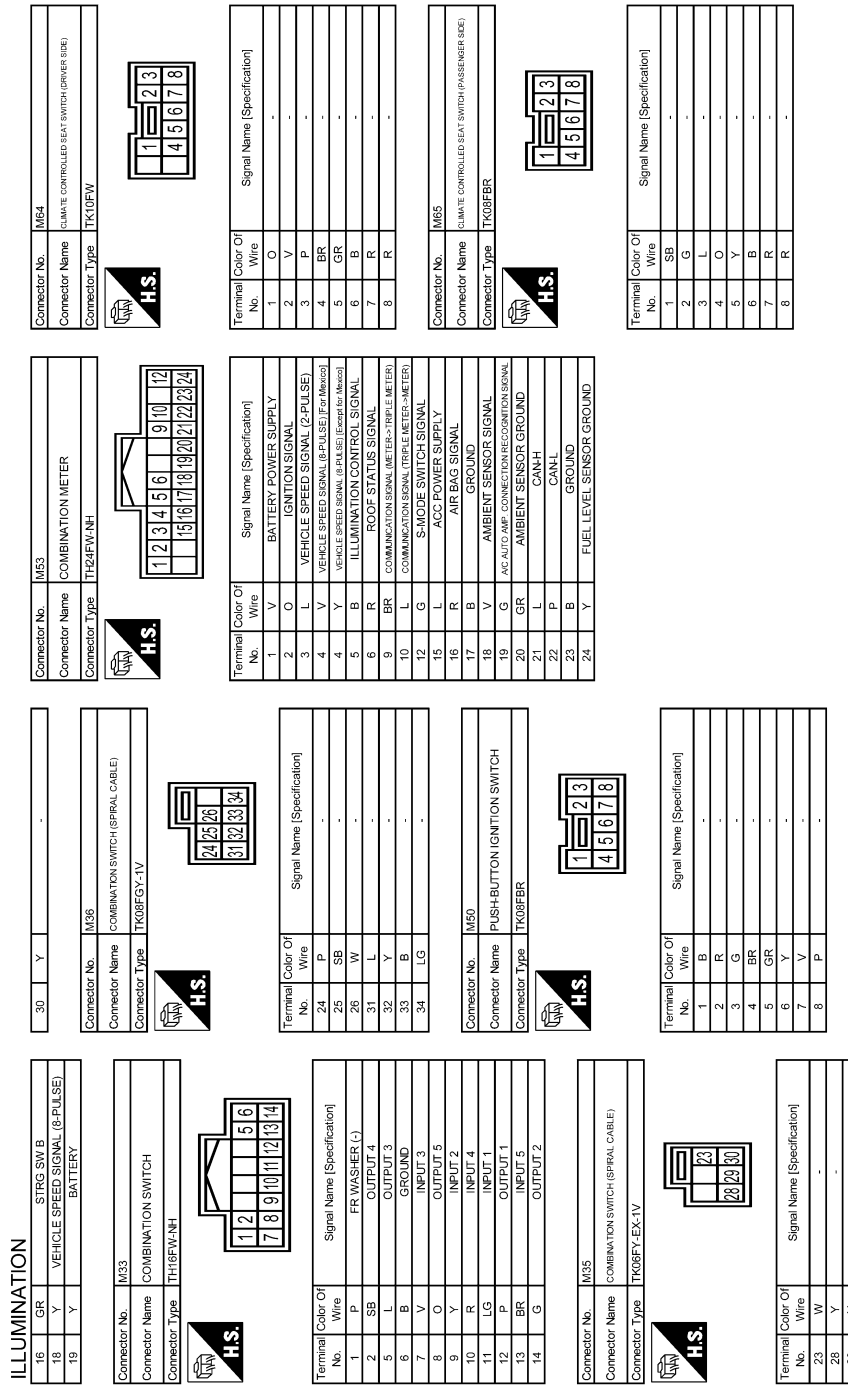 ILLUMINATION
16 GR STRG SW B
18 Y VEHICLE SPEED SIGNAL (8-PULSE)
19 Y BATTERY
Connector No. M33
Connector Name COMBINATION SWITCH
Connector Type TH16FW-NH
H.S.
1 2 5 6
7 8 9 10 11 12 13 14
Terminal No. Color Of Wire Signal Name [Specification]
1 P FR WASHER (-)
2 SB OUTPUT 4
5 L OUTPUT 3
6 B GROUND
7 V INPUT 3
8 O OUTPUT 5
9 Y INPUT 2
10 R INPUT 4
11 LG INPUT 1
12 P OUTPUT 1
13 BR INPUT 5
14 G OUTPUT 2
Connector No. M35
Connector Name COMBINATION SWITCH (SPIRAL CABLE)
Connector Type TK06FY-EX-1V
H.S.
23
28 29 30
Terminal No. Color Of Wire Signal Name [Specification]
23 W -
28 Y -
30 Y -
Connector No. M36
Connector Name COMBINATION SWITCH (SPIRAL CABLE)
Connector Type TK08FGY-1V
H.S.
24 25 26
31 32 33 34
Terminal No. Color Of Wire Signal Name [Specification]
24 P -
25 SB -
26 W -
31 L -
32 Y -
33 B -
34 LG -
Connector No. M50
Connector Name PUSH-BUTTON IGNITION SWITCH
Connector Type TK08FBR
H.S.
1 2 3
4 5 6 7 8
Terminal No. Color Of Wire Signal Name [Specification]
1 B -
2 R -
3 G -
4 BR -
5 GR -
6 Y -
7 V -
8 P -
Connector No. M53
Connector Name COMBINATION METER
Connector Type TH24FW-NH
H.S.
1 2 3 4 5 6 9 10 12
15 16 17 18 19 20 21 22 23 24
Terminal No. Color Of Wire Signal Name [Specification]
1 V BATTERY POWER SUPPLY
2 O IGNITION SIGNAL
3 L VEHICLE SPEED SIGNAL (2-PULSE)
4 V VEHICLE SPEED SIGNAL (8-PULSE) [For Mexico]
4 Y VEHICLE SPEED SIGNAL (8-PULSE) [Except for Mexico]
5 B ILLUMINATION CONTROL SIGNAL
6 R ROOF STATUS SIGNAL
9 BR COMMUNICATION SIGNAL (METER->TRIPLE METER)
10 L COMMUNICATION SIGNAL (TRIPLE METER->METER)
12 G S-MODE SWITCH SIGNAL
15 L ACC POWER SUPPLY
16 R AIR BAG SIGNAL
17 B GROUND
18 V AMBIENT SENSOR SIGNAL
19 G A/C AUTO AMP. CONNECTION RECOGNITION SIGNAL
20 GR AMBIENT SENSOR GROUND
21 L CAN-H
22 P CAN-L
23 B GROUND
24 Y FUEL LEVEL SENSOR GROUND
Connector No. M64
Connector Name CLIMATE CONTROLLED SEAT SWITCH (DRIVER SIDE)
Connector Type TK10FW
H.S.
1 2 3
4 5 6 7 8
Terminal No. Color Of Wire Signal Name [Specification]
1 O -
2 V -
3 P -
4 BR -
5 GR -
6 B -
7 R -
8 R -
Connector No. M65
Connector Name CLIMATE CONTROLLED SEAT SWITCH (PASSENGER SIDE)
Connector Type TK08FBR
H.S.
1 2 3
4 5 6 7 8
Terminal No. Color Of Wire Signal Name [Specification]
1 SB -
2 G -
3 L -
4 O -
5 Y -
6 B -
7 R -
8 R -